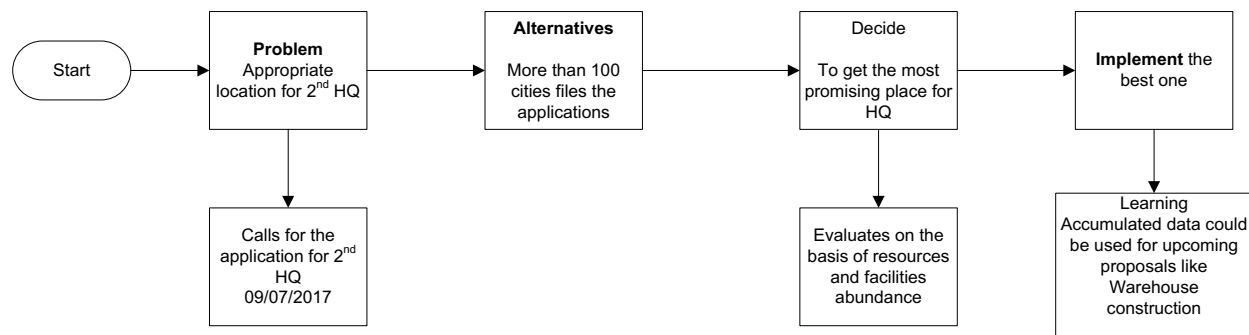 Start
Problem
Appropriate
location for 2nd HQ
Alternatives
More than 100
cities files the
applications
Decide
To get the most
promising place for
HQ
Implement the
best one
Calls for the
application for 2nd
HQ
09/07/2017
Evaluates on the
basis of resources
and facilities
abundance
Learning
Accumulated data could
be used for upcoming
proposals like
Warehouse
construction